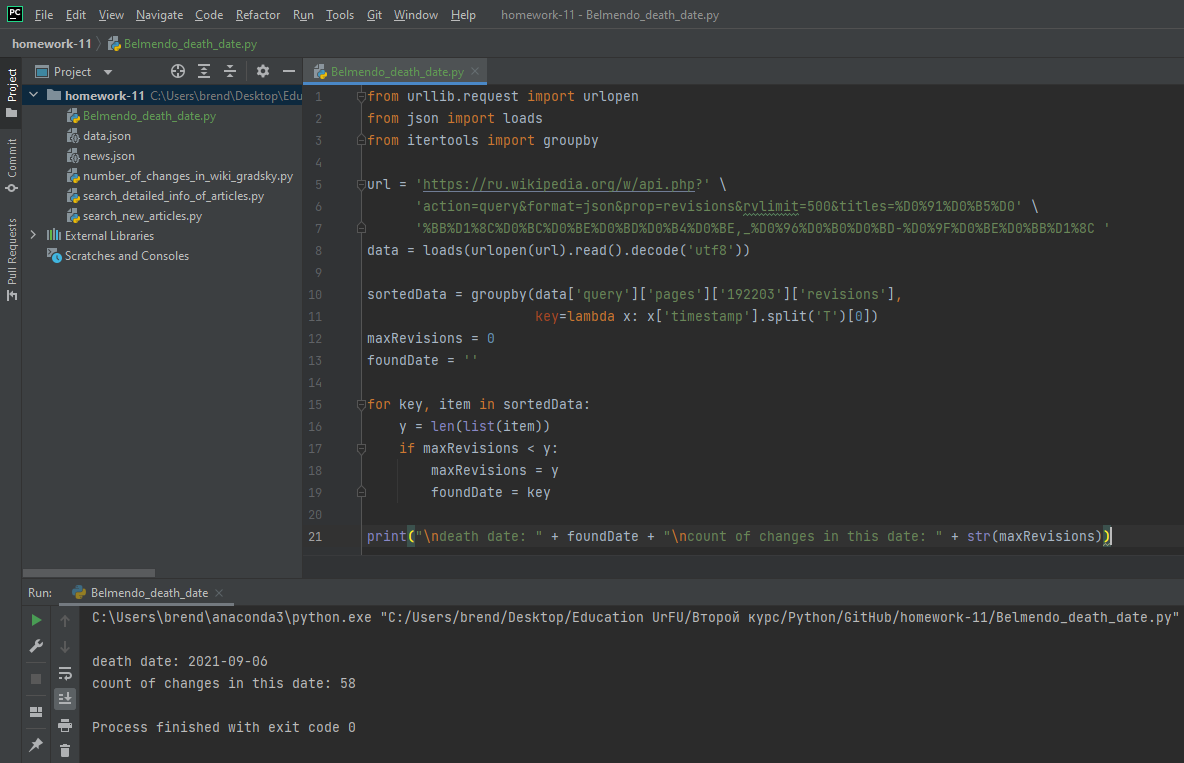 PC File Edit View Navigate Code Refactor Run Tools Git Window Help homework-11 - Belmendo_death_date.py
homework-11 Belmendo_death_date.py
Project
Commit
Pull Requests
Project
homework-11 C:\Users\brend\Desktop\Edu
Belmendo_death_date.py
data.json
news.json
number_of_changes_in_wiki_gradsky.py
search_detailed_info_of_articles.py
search_new_articles.py
External Libraries
Scratches and Consoles
Belmendo_death_date.py
1 from urllib.request import urlopen
2 from json import loads
3 from itertools import groupby
4
5 url = 'https://ru.wikipedia.org/w/api.php?' \
6 'action=query&format=json&prop=revisions&rvlimit=500&titles=%D0%91%D0%B5%D0' \
7 '%BB%D1%8C%D0%BC%D0%BE%D0%BD%D0%B4%D0%BE,_%D0%96%D0%B0%D0%BD-%D0%9F%D0%BE%D0%BB%D1%8C '
8 data = loads(urlopen(url).read().decode('utf8'))
9
10 sortedData = groupby(data['query']['pages']['192203']['revisions'],
11 key=lambda x: x['timestamp'].split('T')[0])
12 maxRevisions = 0
13 foundDate = ''
14
15 for key, item in sortedData:
16 y = len(list(item))
17 if maxRevisions < y:
18 maxRevisions = y
19 foundDate = key
20
21 print("\ndeath date: " + foundDate + "\ncount of changes in this date: " + str(maxRevisions))
Run: Belmendo_death_date
C:\Users\brend\anaconda3\python.exe "C:/Users/brend/Desktop/Education UrFU/Второй курс/Python/GitHub/homework-11/Belmendo_death_date.py"
death date: 2021-09-06
count of changes in this date: 58
Process finished with exit code 0